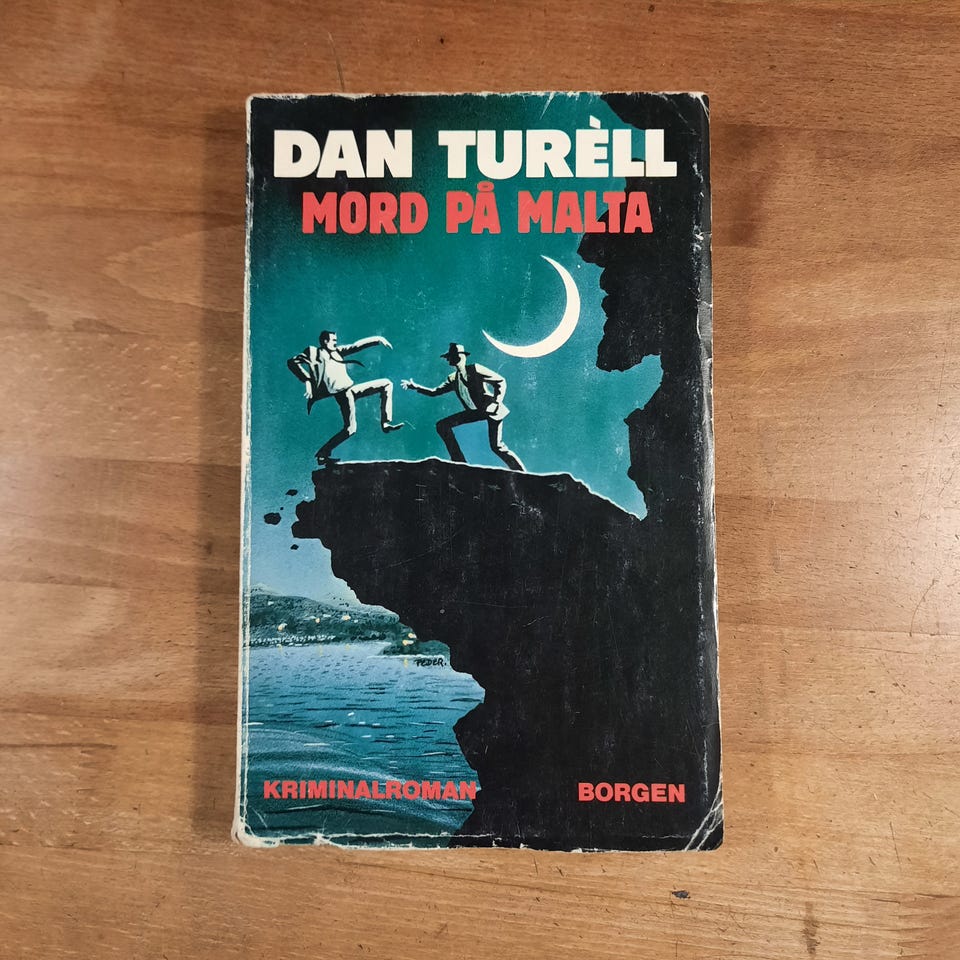 DAN TURÈLL
MORD PÅ MALTA
PEDER.
KRIMINALROMAN BORGEN